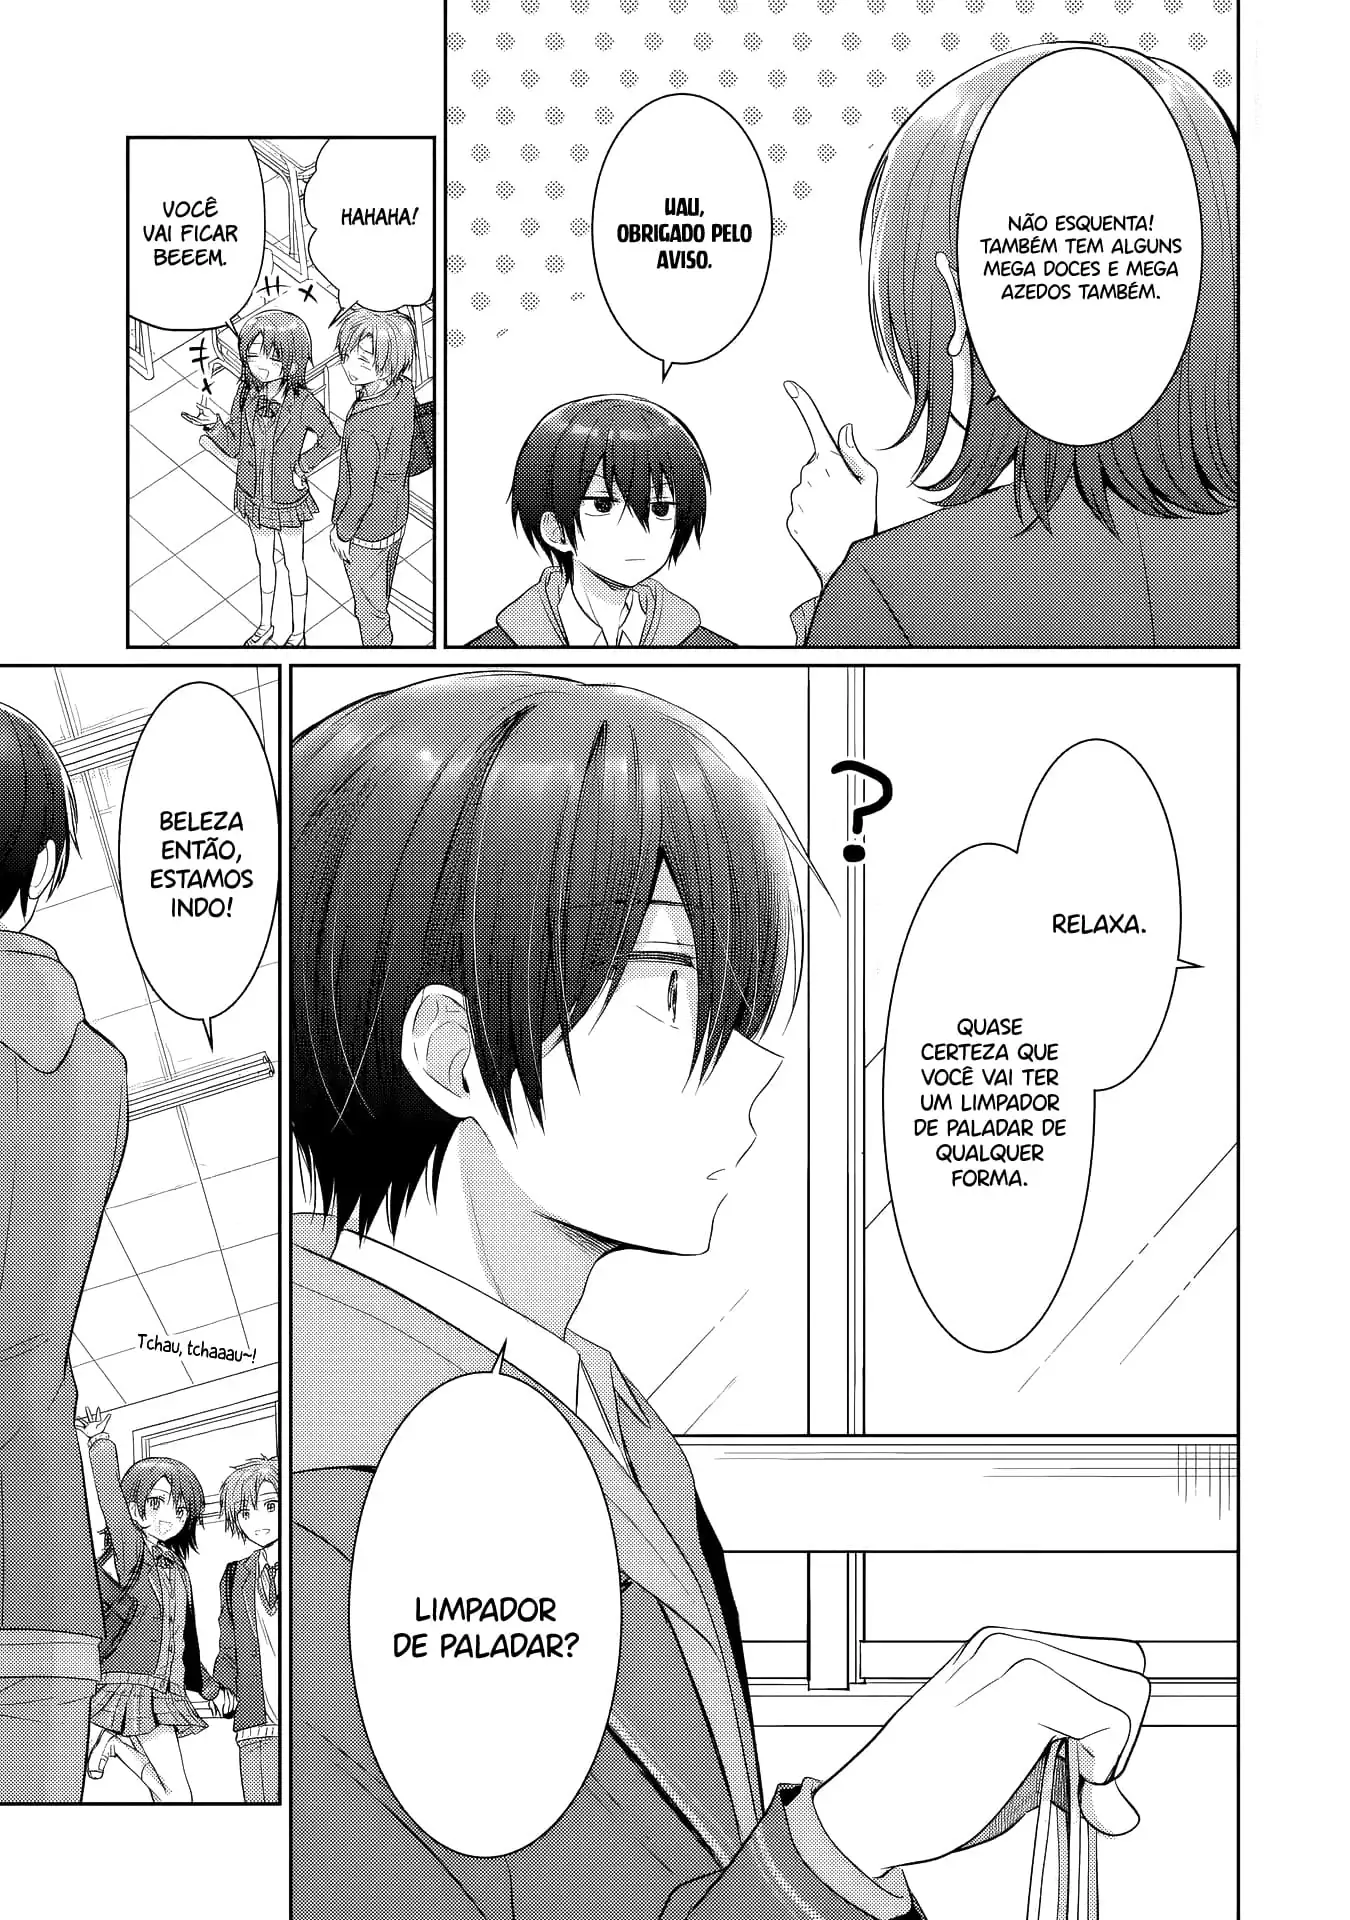 NÃO ESQUENTA!
TAMBÉM TEM ALGUNS
MEGA DOCES E MEGA
AZEDOS TAMBÉM.
UAU,
OBRIGADO PELO
AVISO.
HAHAHA!
VOCÊ
VAI FICAR
BEEEM.
?
RELAXA.
QUASE
CERTEZA QUE
VOCÊ VAI TER
UM LIMPADOR
DE PALADAR DE
QUALQUER
FORMA.
LIMPADOR
DE PALADAR?
BELEZA
ENTÃO,
ESTAMOS
INDO!
Tchau, tchaaaau~!